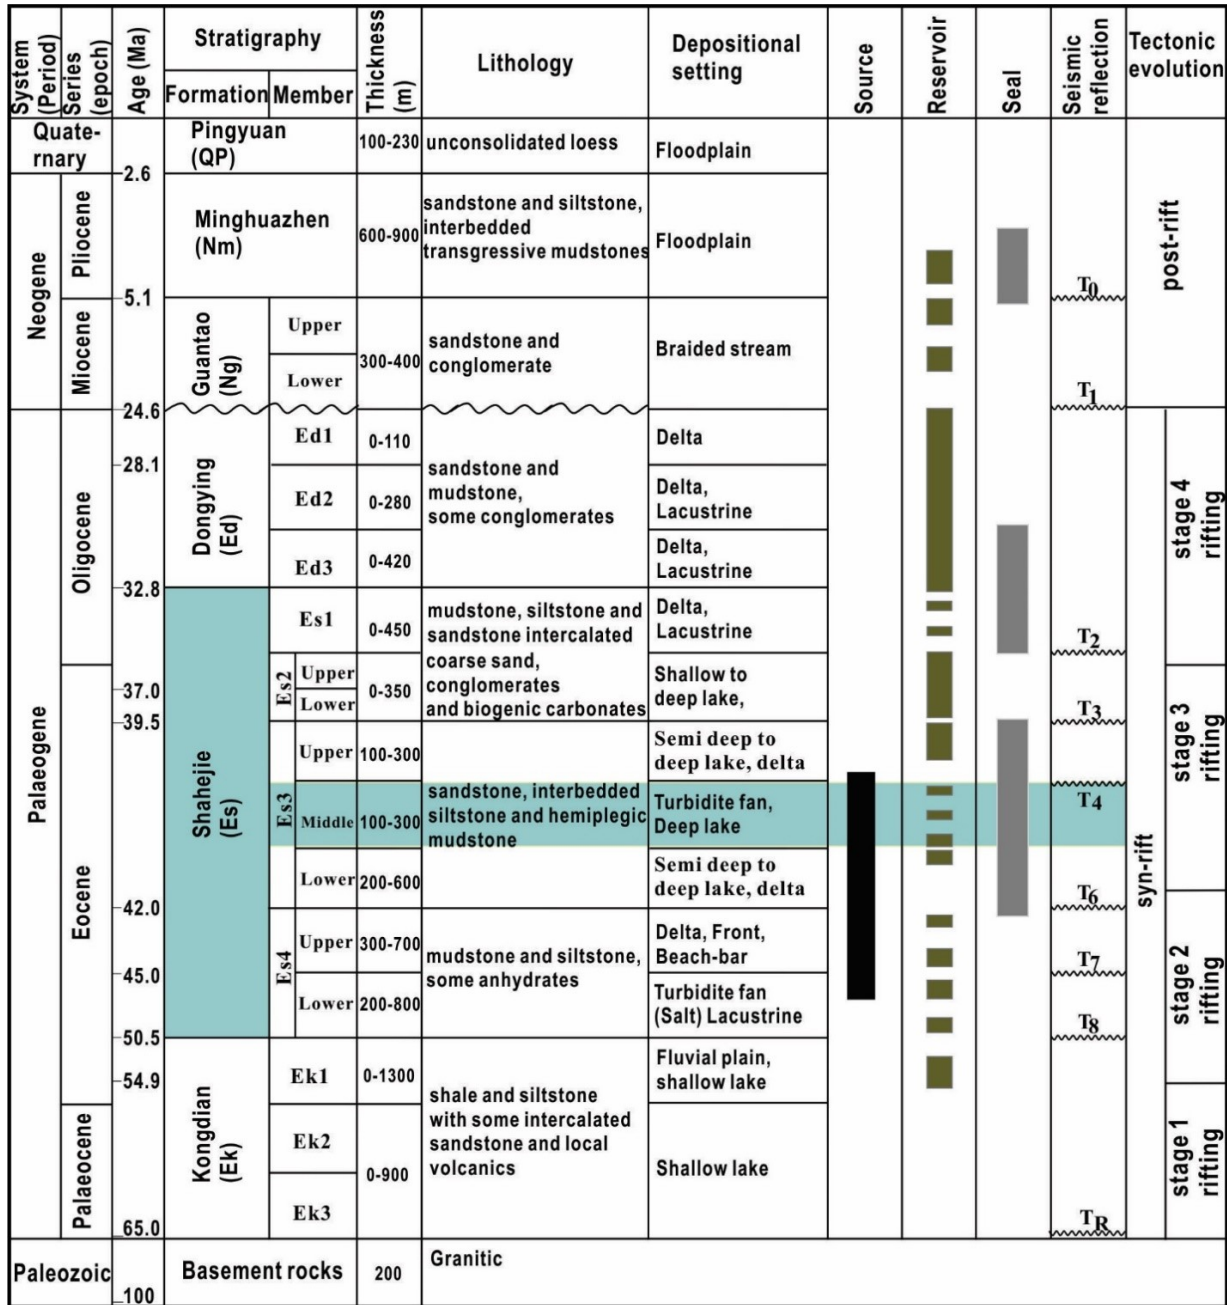 System
(Period)
Series
(epoch)
Age (Ma)
Stratigraphy
Formation
Member
Thickness
(m)
Lithology
Depositional
setting
Source
Reservoir
Seal
Seismic
reflection
Tectonic
evolution
Quate-
rnary
Pingyuan
(QP)
100-230
unconsolidated loess
Floodplain
2.6
Neogene
Pliocene
Minghuazhen
(Nm)
600-900
sandstone and siltstone,
interbedded
transgressive mudstones
Floodplain
T0
post-rift
5.1
Miocene
Guantao
(Ng)
Upper
Lower
300-400
sandstone and
conglomerate
Braided stream
T1
24.6
Palaeogene
Oligocene
Dongying
(Ed)
Ed1
0-110
sandstone and
mudstone,
some conglomerates
Delta
28.1
Ed2
0-280
Delta,
Lacustrine
Ed3
0-420
Delta,
Lacustrine
stage 4
rifting
32.8
Shahejie
(Es)
Es1
0-450
mudstone, siltstone and
sandstone intercalated
coarse sand,
conglomerates
and biogenic carbonates
Delta,
Lacustrine
T2
Eocene
Es2
Upper
Lower
0-350
Shallow to
deep lake,
37.0
T3
39.5
Es3
Upper
100-300
Semi deep to
deep lake, delta
stage 3
rifting
Middle
100-300
sandstone, interbedded
siltstone and hemiplegic
mudstone
Turbidite fan,
Deep lake
T4
Lower
200-600
Semi deep to
deep lake, delta
T6
syn-rift
42.0
Es4
Upper
300-700
mudstone and siltstone,
some anhydrates
Delta, Front,
Beach-bar
T7
45.0
Lower
200-800
Turbidite fan
(Salt) Lacustrine
T8
stage 2
rifting
50.5
Kongdian
(Ek)
Ek1
0-1300
shale and siltstone
with some intercalated
sandstone and local
volcanics
Fluvial plain,
shallow lake
54.9
Palaeocene
Ek2
0-900
Shallow lake
Ek3
stage 1
rifting
TR
65.0
Paleozoic
Basement rocks
200
Granitic
100